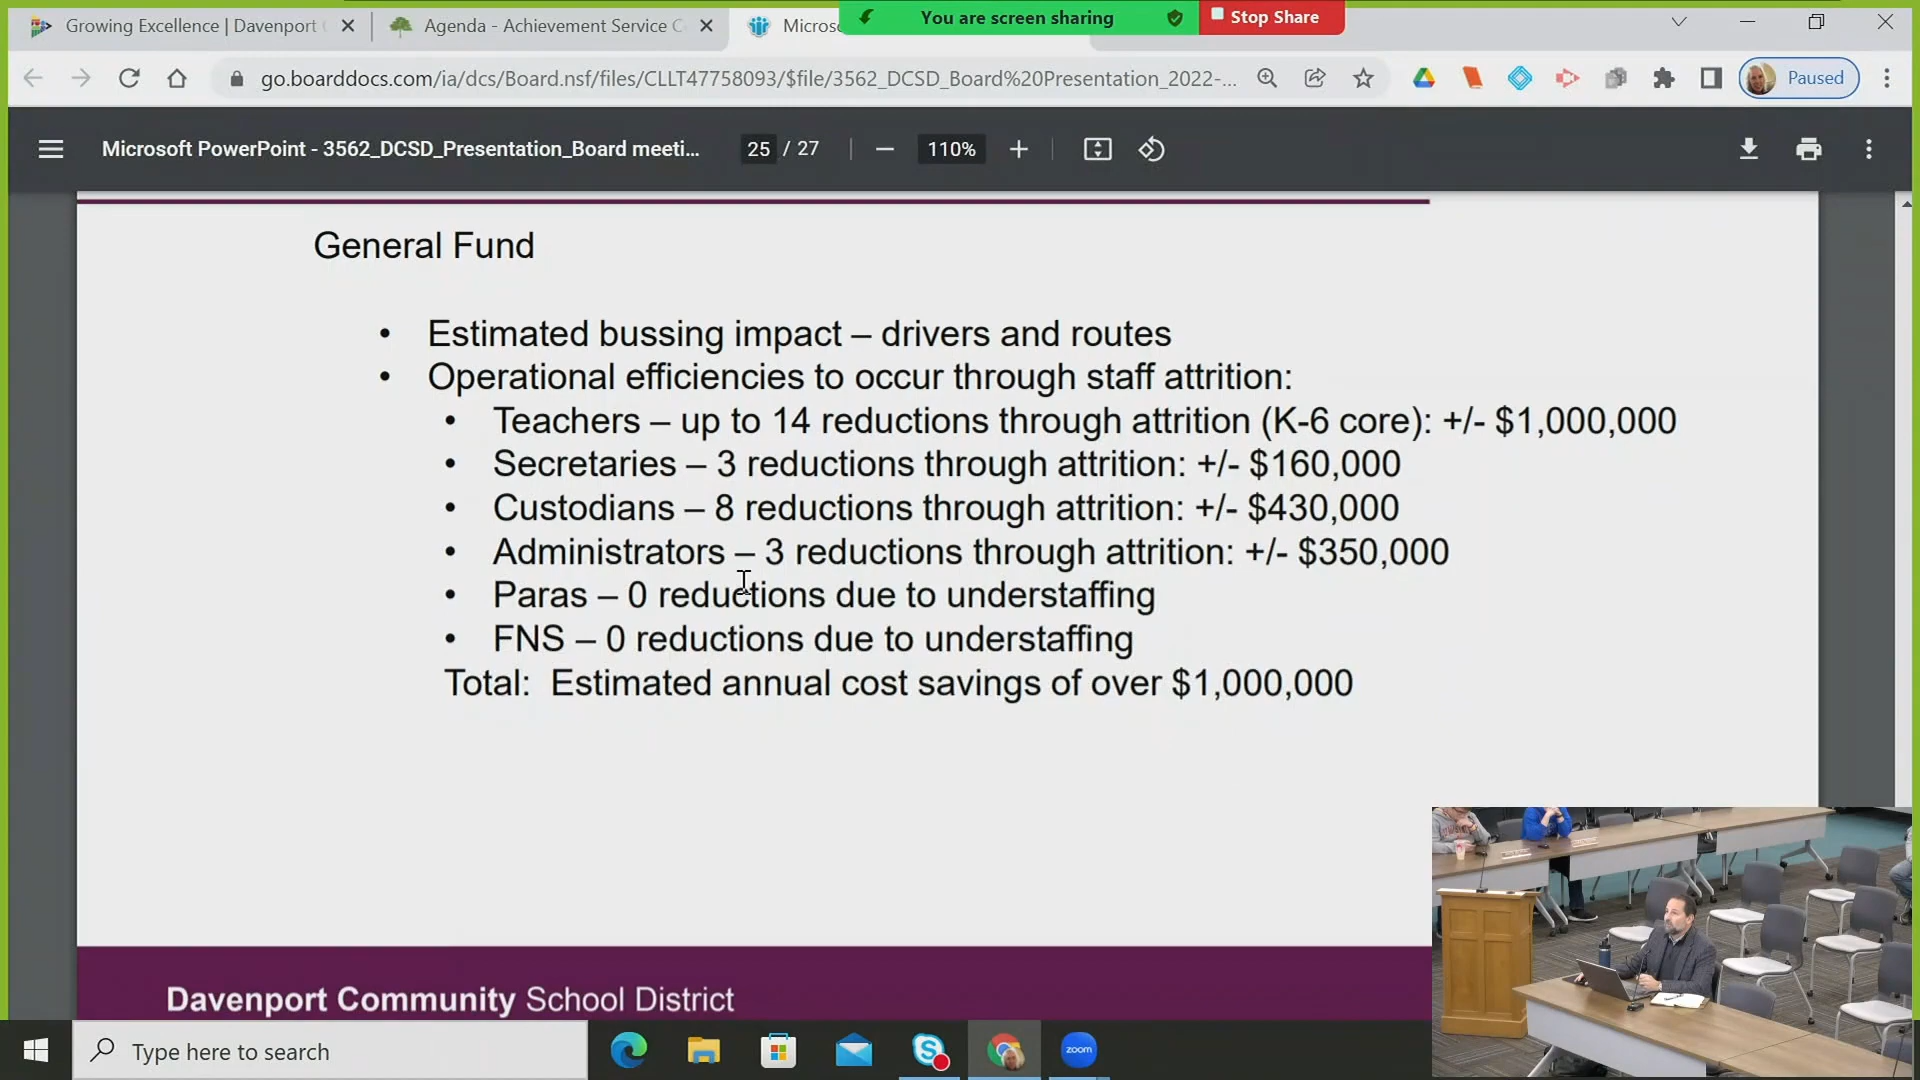 Growing Excellence | Davenport
Agenda - Achievement Service C
Micros
You are screen sharing
Stop Share
go.boarddocs.com/ia/dcs/Board.nsf/files/CLLT47758093/$file/3562_DCSD_Board%20Presentation_2022-...
Paused
Microsoft PowerPoint - 3562_DCSD_Presentation_Board meeti...
25 / 27
110%
General Fund
• Estimated bussing impact – drivers and routes
• Operational efficiencies to occur through staff attrition:
• Teachers – up to 14 reductions through attrition (K-6 core): +/- $1,000,000
• Secretaries – 3 reductions through attrition: +/- $160,000
• Custodians – 8 reductions through attrition: +/- $430,000
• Administrators – 3 reductions through attrition: +/- $350,000
• Paras – 0 reductions due to understaffing
• FNS – 0 reductions due to understaffing
Total: Estimated annual cost savings of over $1,000,000
Davenport Community School District
Type here to search
zoom